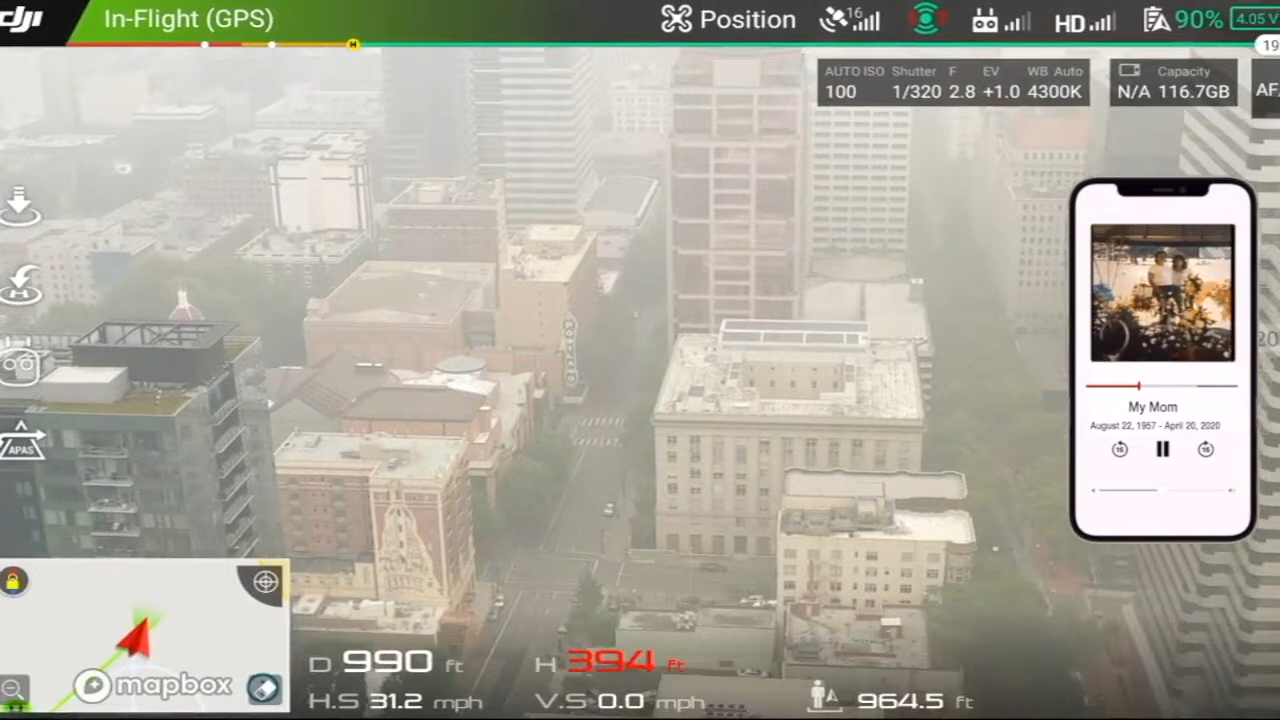 dji
In-Flight (GPS)
Position
16
HD
90%
4.05 V
H
19
AUTO ISO Shutter F EV WB Auto
100 1/320 2.8 +1.0 4300K
Capacity
N/A 116.7GB
AF
APAS
My Mom
August 22, 1957 - April 20, 2020
15 15
mapbox
D 990 ft H 394 ft
H.S 31.2 mph V.S 0.0 mph 964.5 ft